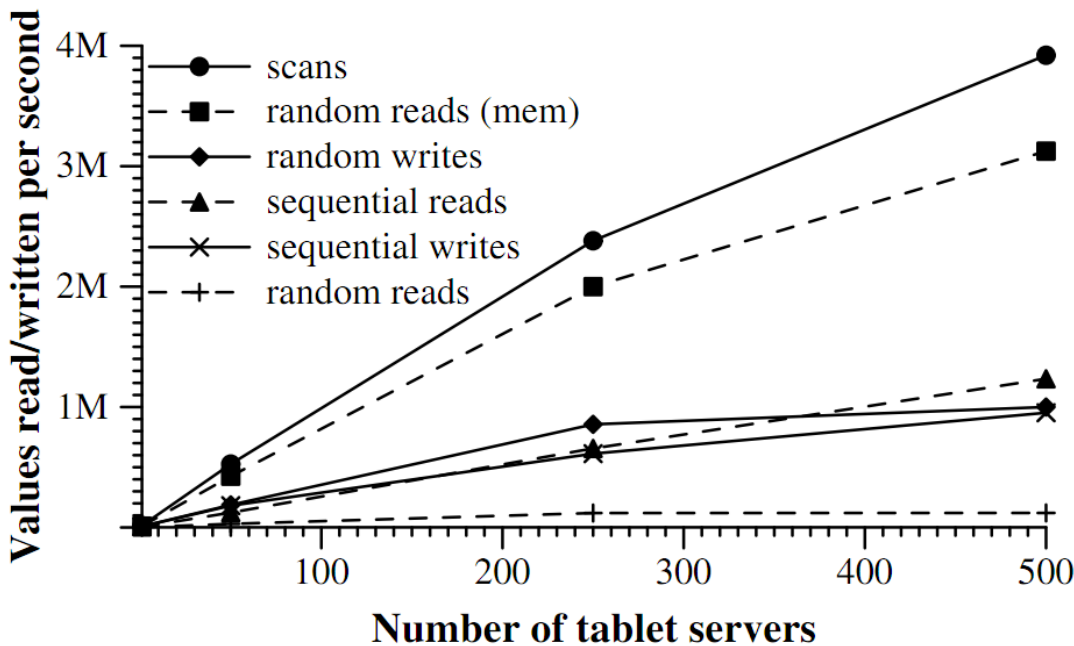 Values read/written per second
4M
3M
2M
1M
scans
random reads (mem)
random writes
sequential reads
sequential writes
random reads
100 200 300 400 500
Number of tablet servers